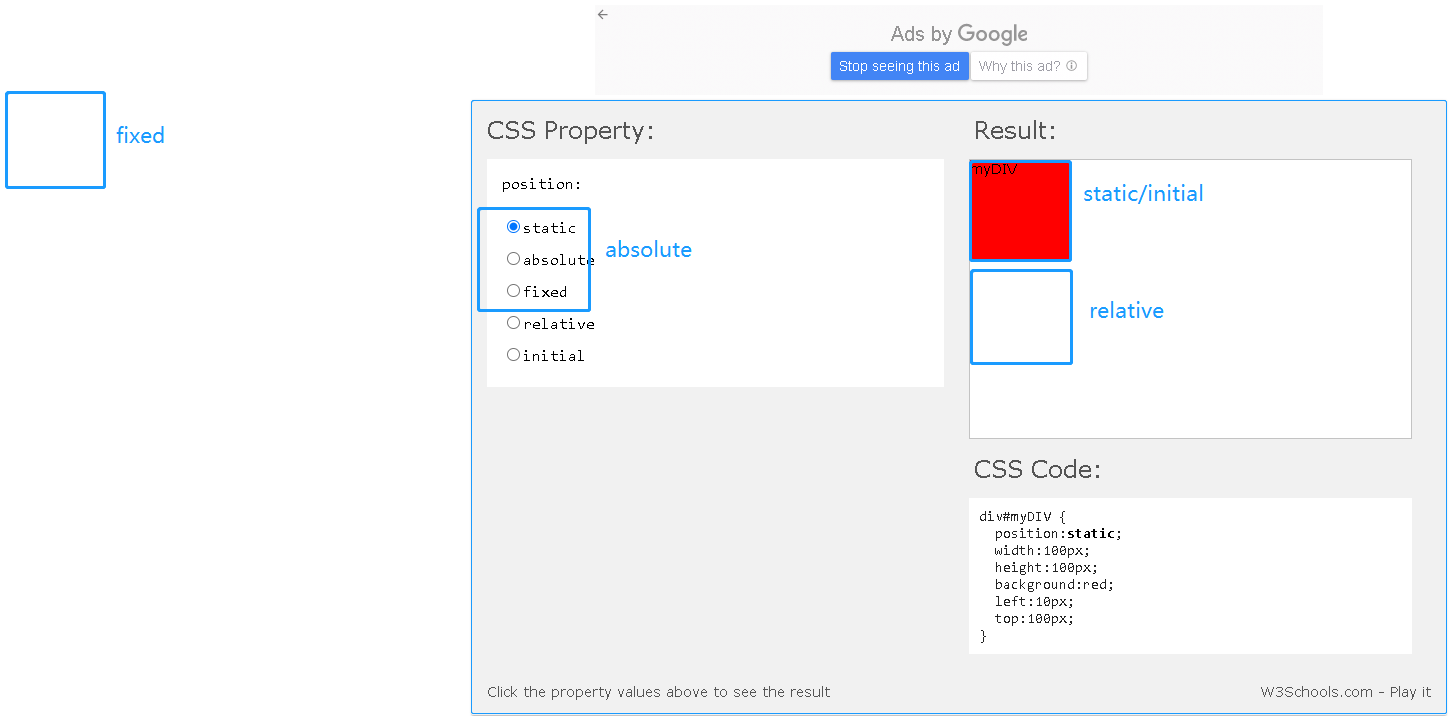 Ads by Google
Stop seeing this ad
Why this ad?
fixed
CSS Property:
position:
static
absolute
fixed
relative
initial
absolute
Result:
myDIV
static/initial
relative
CSS Code:
div#myDIV {
position:static;
width:100px;
height:100px;
background:red;
left:10px;
top:100px;
}
Click the property values above to see the result
W3Schools.com - Play it